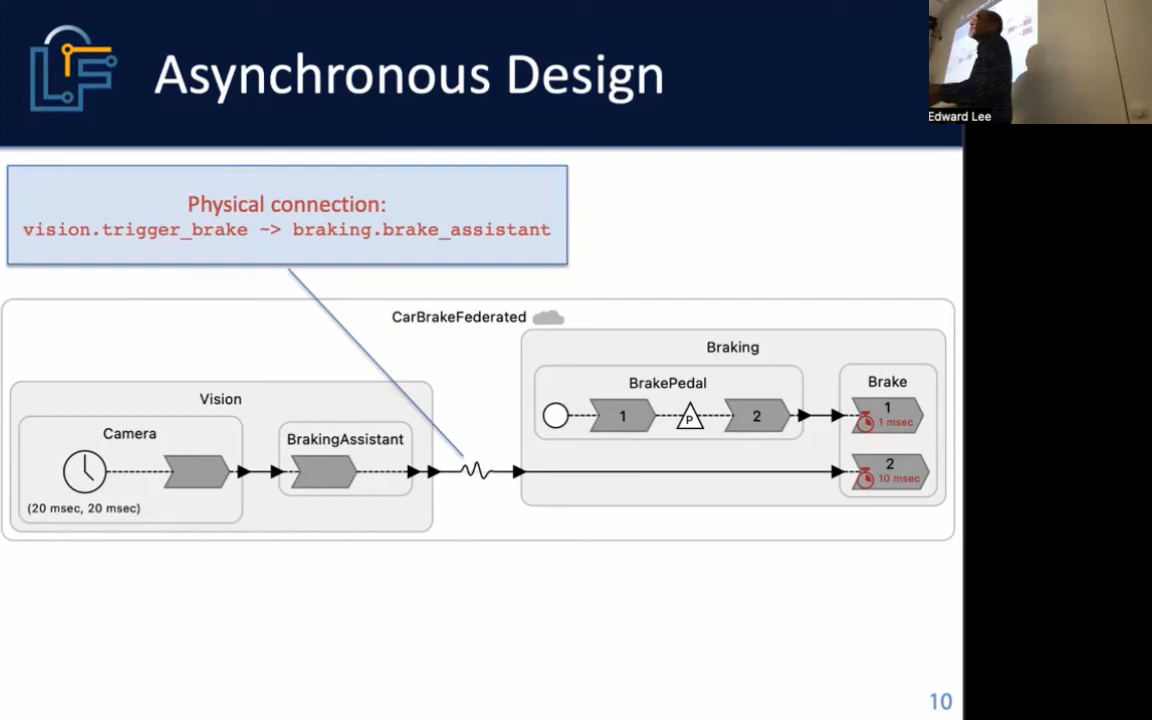 LF
Asynchronous Design
Edward Lee
Physical connection:
vision.trigger_brake ~> braking.brake_assistant
CarBrakeFederated
Braking
BrakePedal
Brake
1
P
2
1
1 msec
2
10 msec
Vision
Camera
BrakingAssistant
(20 msec, 20 msec)
10